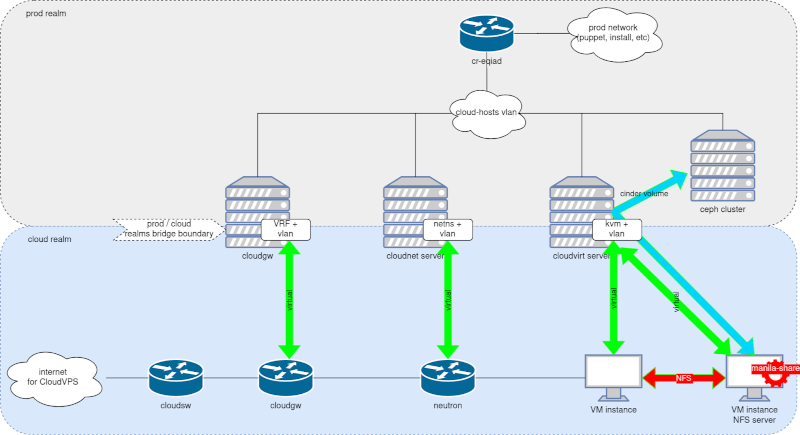 prod realm
prod network
(puppet, install, etc)
cr-eqiad
cloud-hosts vlan
cinder volume
ceph cluster
prod / cloud
realms bridge boundary
VRF +
vlan
netns +
vlan
kvm +
vlan
cloud realm
cloudgw
cloudnet server
cloudvirt server
virtual
virtual
virtual
virtual
internet
for CloudVPS
cloudsw
cloudgw
neutron
VM instance
NFS
manila-share
VM instance
NFS server